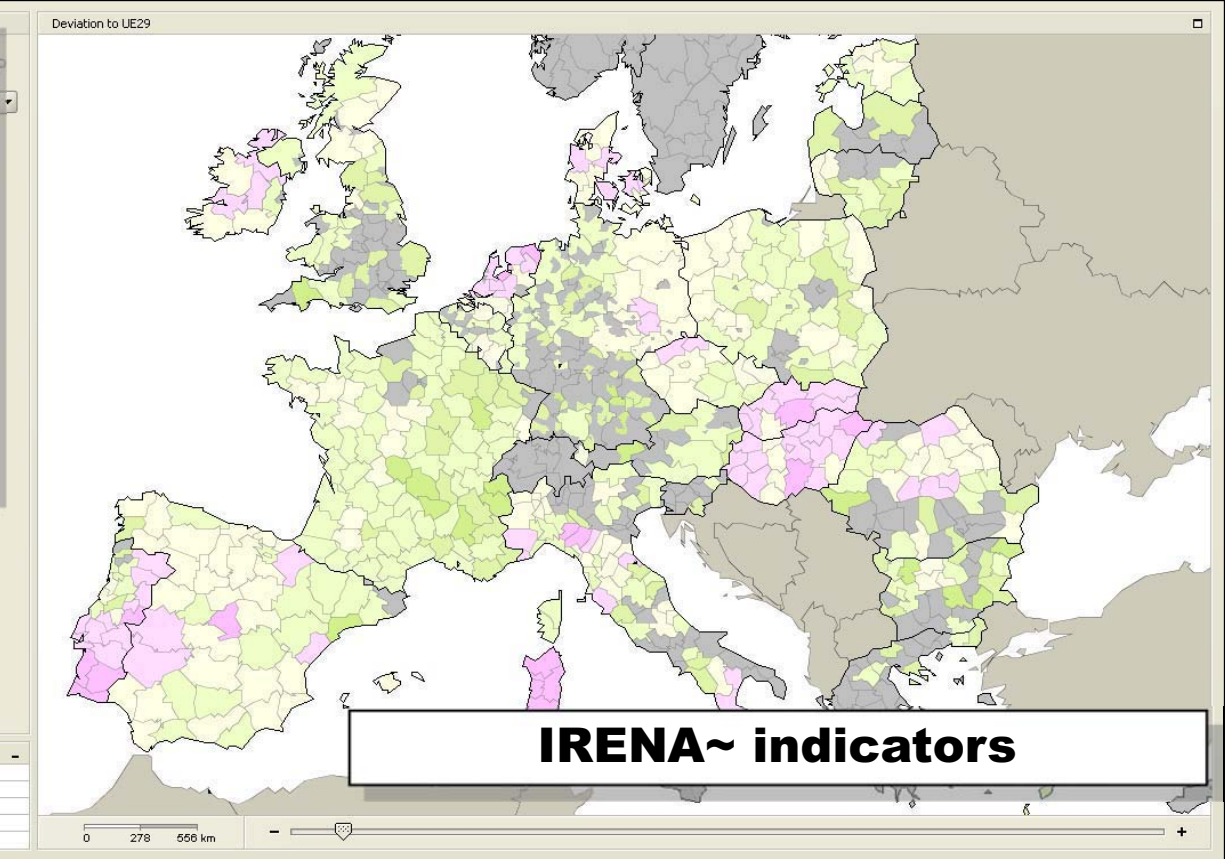 Deviation to UE29
IRENA~ indicators
0 278 556 km
- +